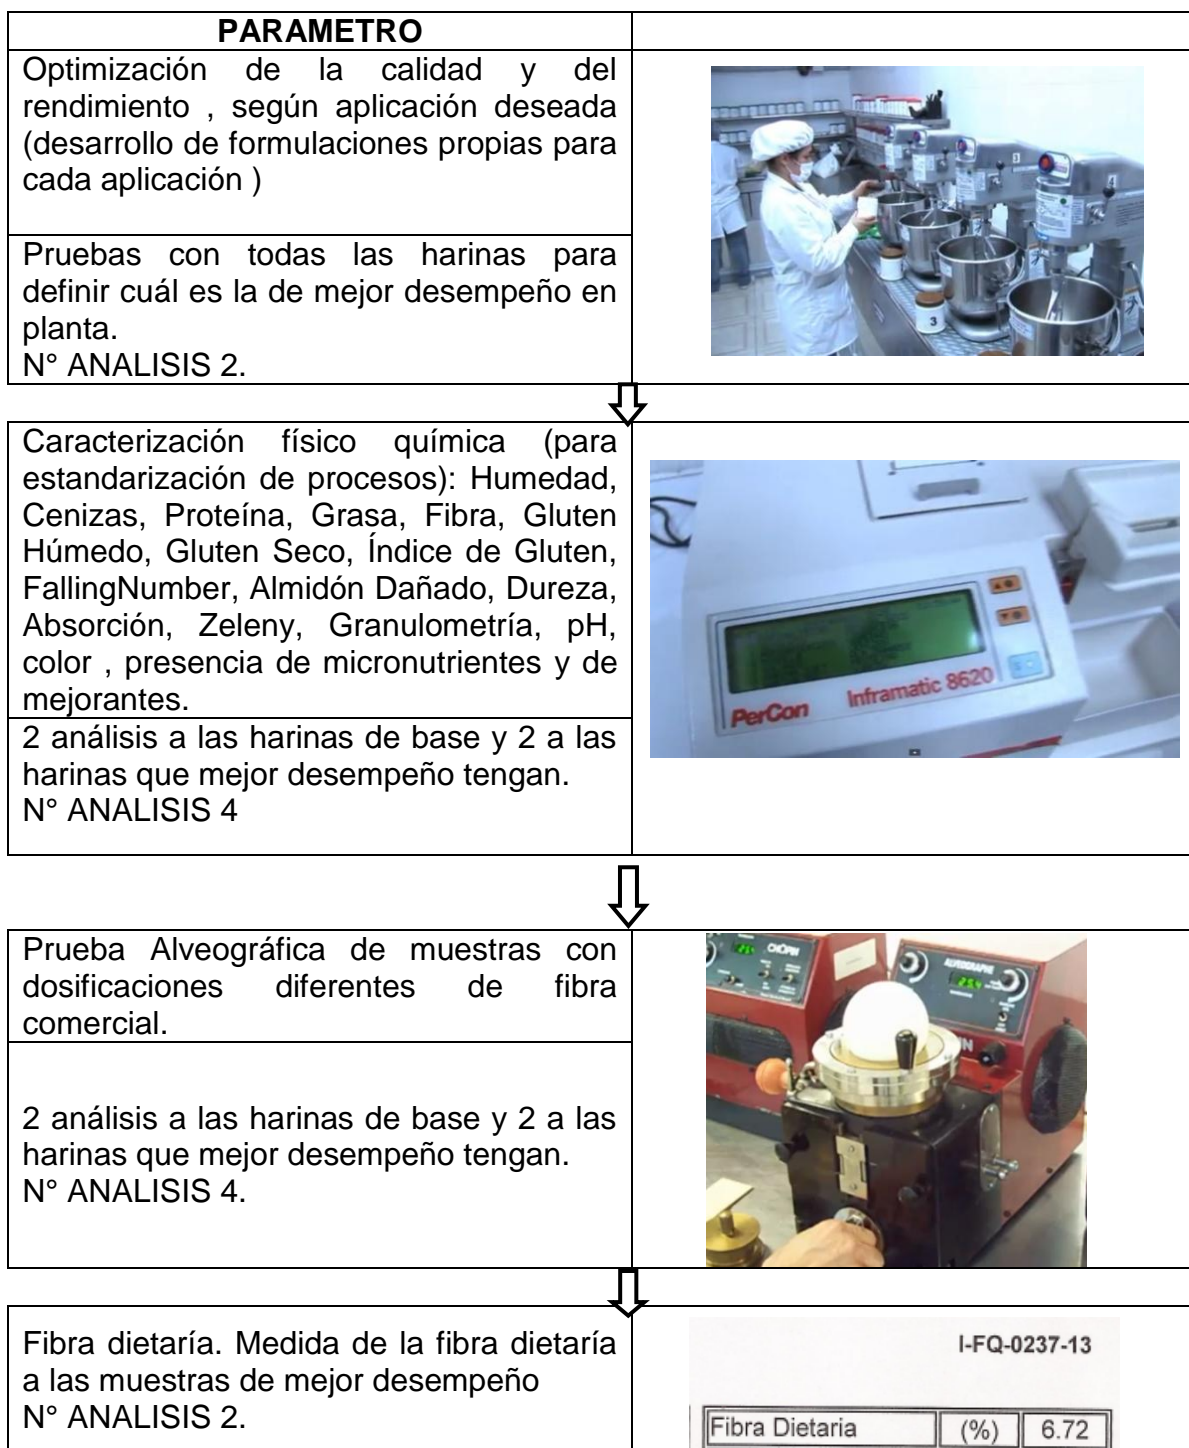 PARAMETRO
Optimización de la calidad y del
rendimiento , según aplicación deseada
(desarrollo de formulaciones propias para
cada aplicación )
Pruebas con todas las harinas para
definir cuál es la de mejor desempeño en
planta.
N° ANALISIS 2.
3
4
3
Caracterización físico química (para
estandarización de procesos): Humedad,
Cenizas, Proteína, Grasa, Fibra, Gluten
Húmedo, Gluten Seco, Índice de Gluten,
FallingNumber, Almidón Dañado, Dureza,
Absorción, Zeleny, Granulometría, pH,
color , presencia de micronutrientes y de
mejorantes.
2 análisis a las harinas de base y 2 a las
harinas que mejor desempeño tengan.
N° ANALISIS 4
PerCon Inframatic 8620
Prueba Alveográfica de muestras con
dosificaciones diferentes de fibra
comercial.
2 análisis a las harinas de base y 2 a las
harinas que mejor desempeño tengan.
N° ANALISIS 4.
CHOPIN
ALVEOGRAPHE
25.4
Fibra dietaría. Medida de la fibra dietaría
a las muestras de mejor desempeño
N° ANALISIS 2.
I-FQ-0237-13
Fibra Dietaria (%) 6.72